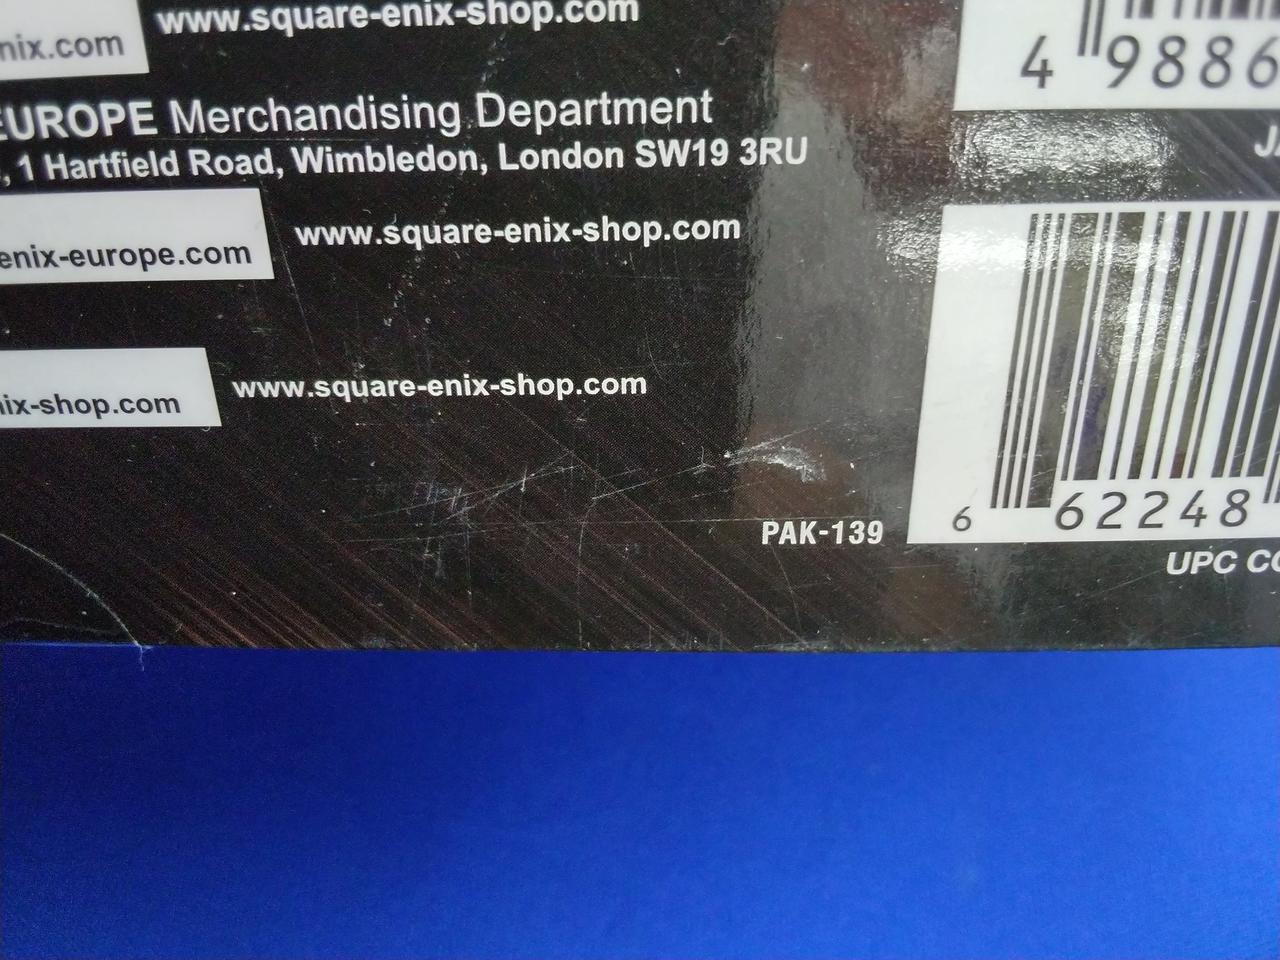 www.square-enix-shop.com
nix.com
EUROPE Merchandising Department
, 1 Hartfield Road, Wimbledon, London SW19 3RU
www.square-enix-shop.com
enix-europe.com
www.square-enix-shop.com
ix-shop.com
PAK-139
4 9886
JA
6 62248
UPC CO